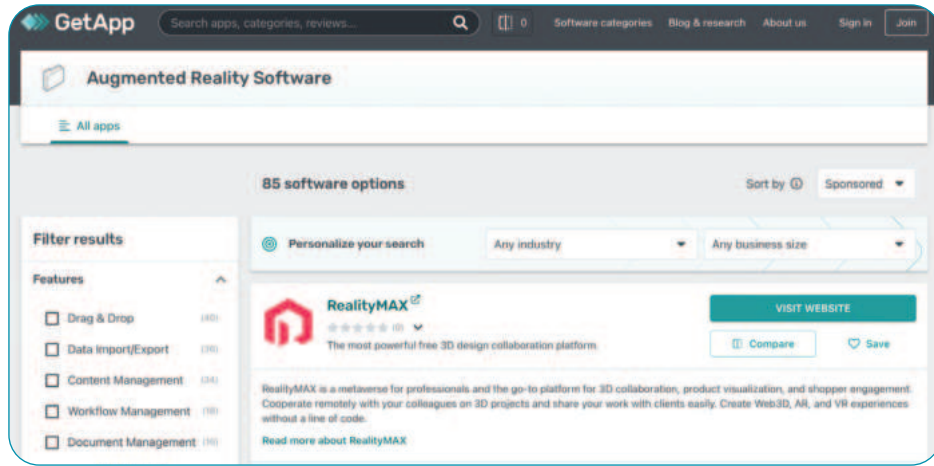 GetApp
Search apps, categories, reviews...
0
Software categories
Blog & research
About us
Sign in
Join
Augmented Reality Software
All apps
85 software options
Sort by
Sponsored
Filter results
Personalize your search
Any industry
Any business size
Features
Drag & Drop
Data Import/Export
Content Management
Workflow Management
Document Management
RealityMAX
(0)
The most powerful free 3D design collaboration platform.
VISIT WEBSITE
Compare
Save
RealityMAX is a metaverse for professionals and the go-to platform for 3D collaboration, product visualization, and shopper engagement.
Cooperate remotely with your colleagues on 3D projects and share your work with clients easily. Create Web3D, AR, and VR experiences
without a line of code.
Read more about RealityMAX